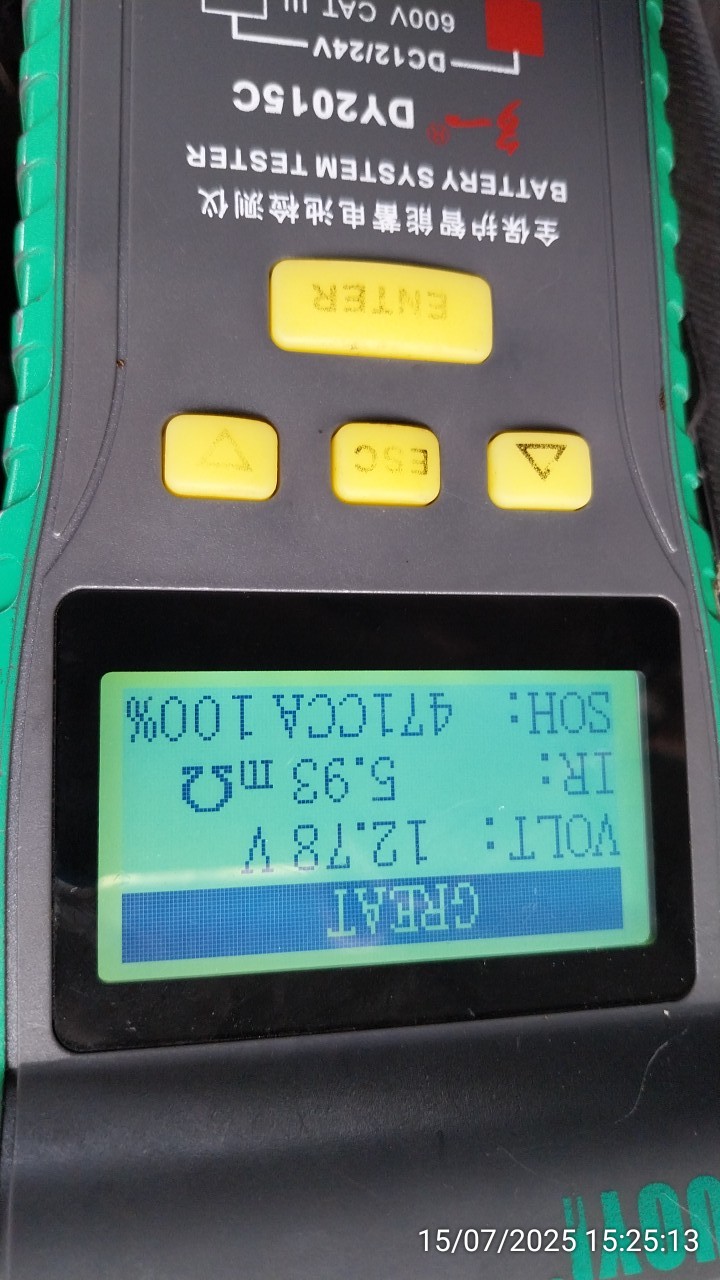 GREAT
VOLT: 12.78 V
IR: 5.93 mΩ
SOH: 471CCA 100%
ESC
ENTER
全保护智能蓄电池检测仪
BATTERY SYSTEM TESTER
®
DY2015C
DC12/24V
600V CAT III
15/07/2025 15:25:13